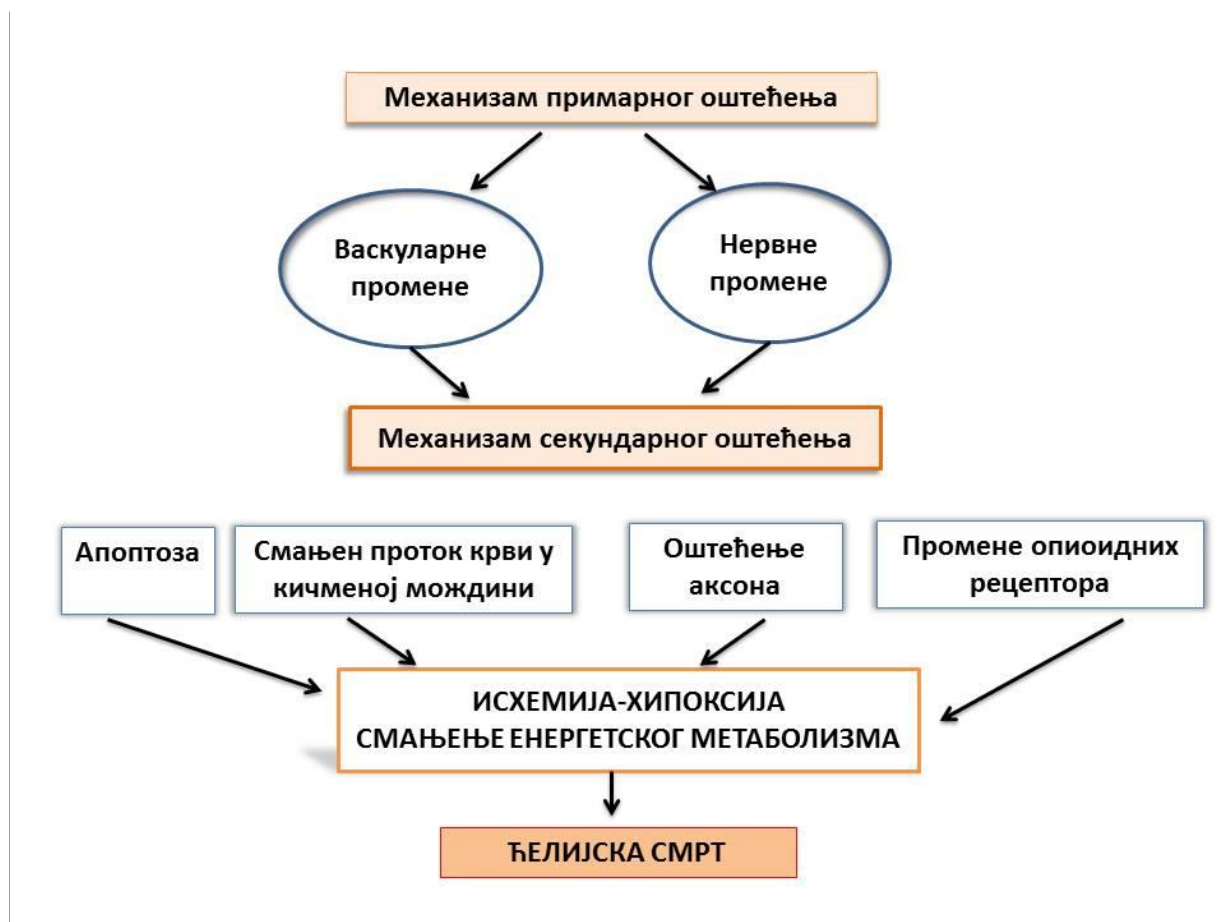 Механизам примарног оштећења
Васкуларне
промене
Нервне
промене
Механизам секундарног оштећења
Апоптоза
Смањен проток крви у
кичменој мождини
Оштећење
аксона
Промене опиоидних
рецептора
ИСХЕМИЈА-ХИПОКСИЈА
СМАЊЕЊЕ ЕНЕРГЕТСКОГ МЕТАБОЛИЗМА
ЋЕЛИЈСКА СМРТ